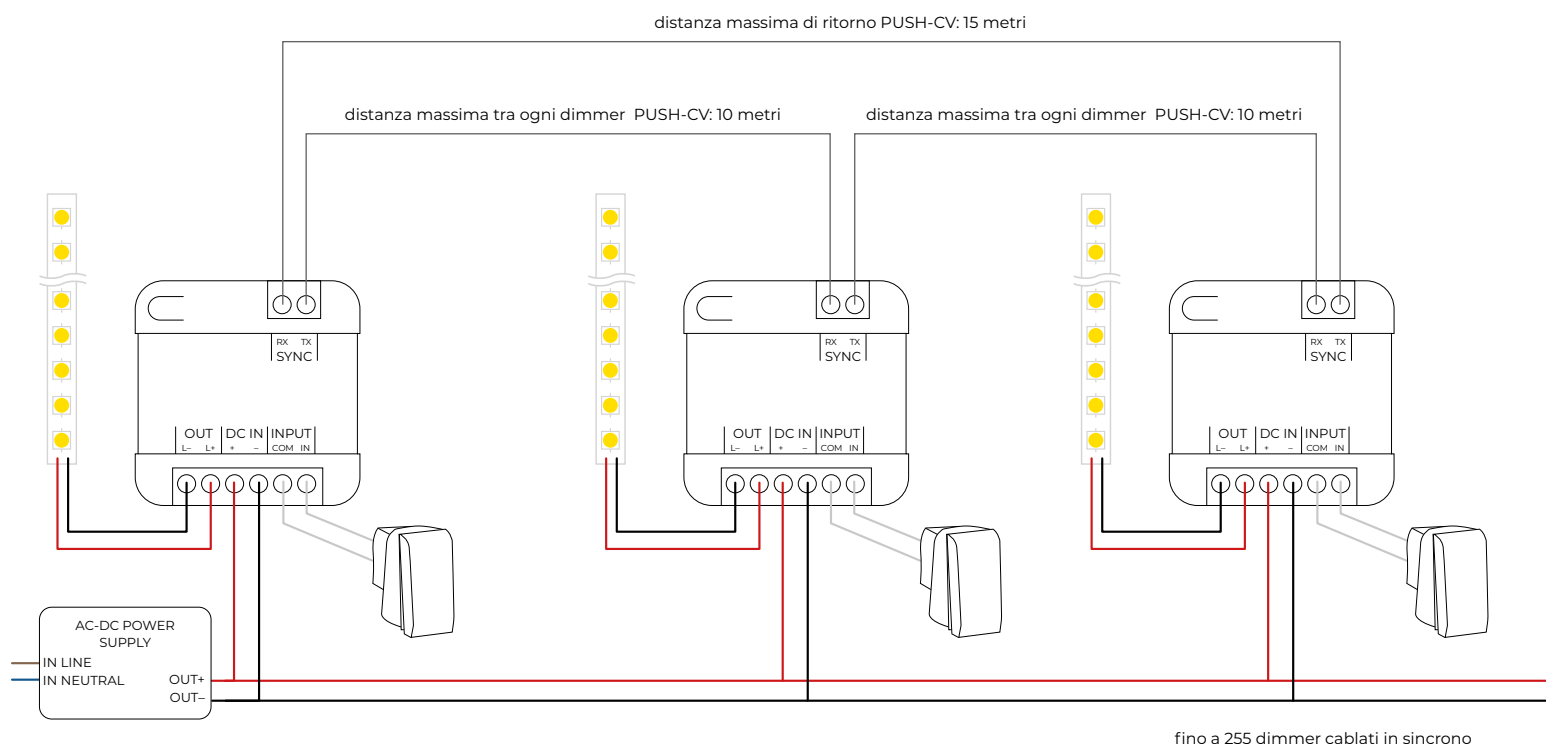 distanza massima di ritorno PUSH-CV: 15 metri
distanza massima tra ogni dimmer  PUSH-CV: 10 metri
distanza massima tra ogni dimmer  PUSH-CV: 10 metri
RX TX
SYNC
RX TX
SYNC
RX TX
SYNC
OUT DC IN INPUT
L– L+ + – COM IN
OUT DC IN INPUT
L– L+ + – COM IN
OUT DC IN INPUT
L– L+ + – COM IN
AC-DC POWER
SUPPLY
IN LINE
IN NEUTRAL
OUT+
OUT–
fino a 255 dimmer cablati in sincrono